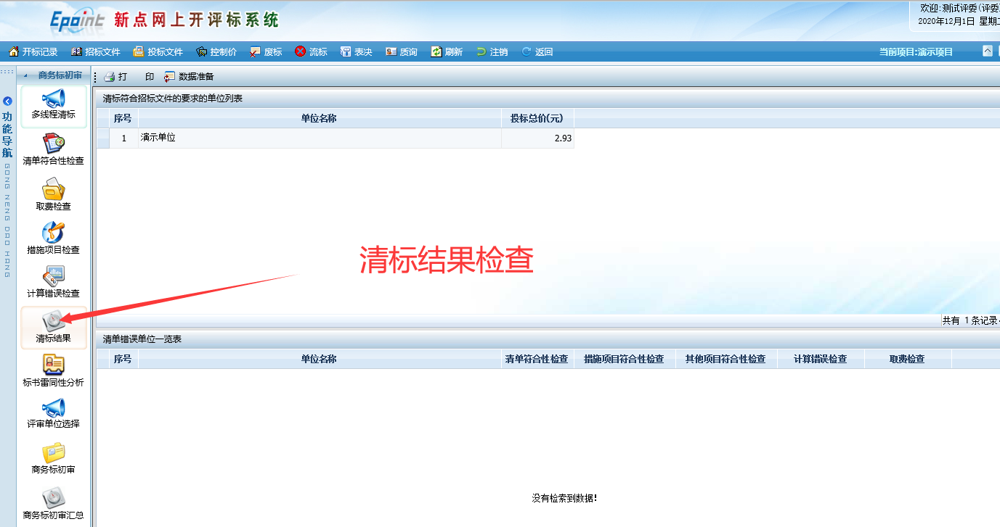 Epoint 新点网上开评标系统
欢迎:测试评委(评委
2020年12月1日 星期二
开标记录 招标文件 投标文件 控制价 废标 流标 表决 质询 刷新 注销 返回 当前项目:演示项目
功能导航
GONG NENG DAO HANG
商务标初审
多线程清标
清单符合性检查
取费检查
措施项目检查
计算错误检查
清标结果
标书雷同性分析
评审单位选择
商务标初审
商务标初审汇总
打 印 数据准备
清标符合招标文件的要求的单位列表
序号 单位名称 投标总价(元)
1 演示单位 2.93
清标结果检查
共有 1 条记录
清单错误单位一览表
序号 单位名称 清单符合性检查 措施项目符合性检查 其他项目符合性检查 计算错误检查 取费检查
没有检索到数据!